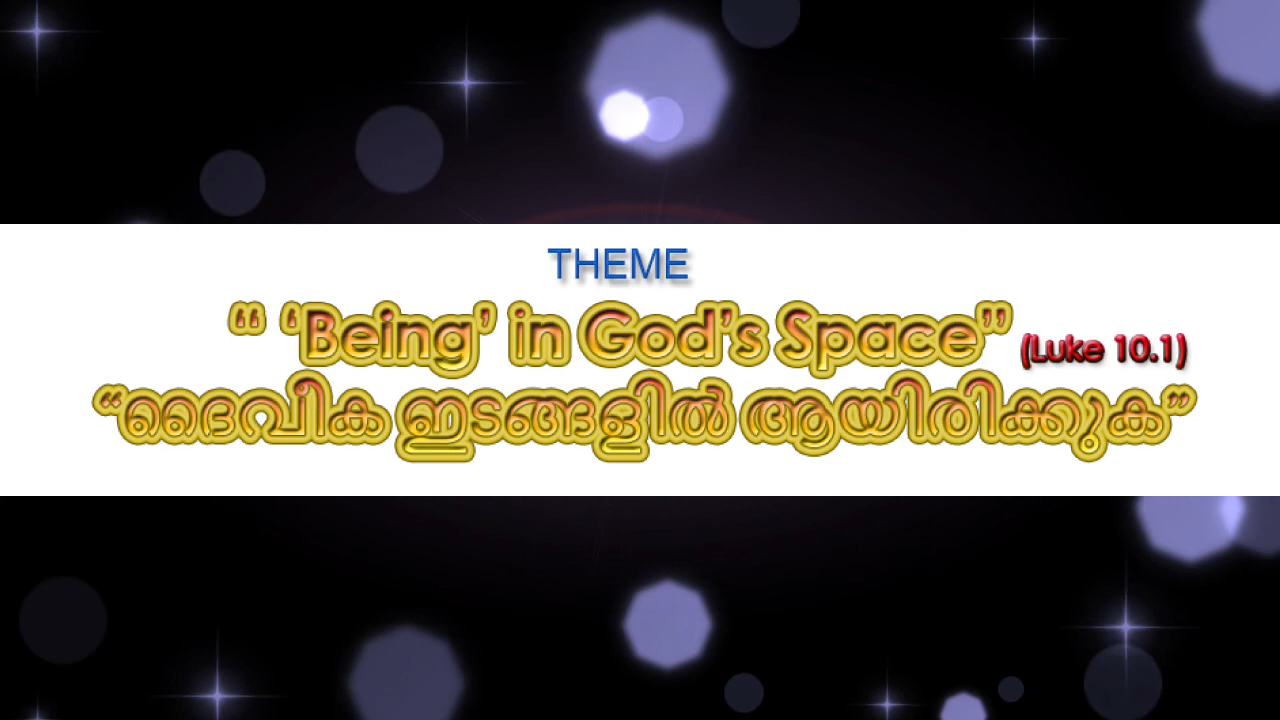 THEME
“ ‘Being’ in God’s Space” (Luke 10.1)
“ദൈവീക ഇടങ്ങളിൽ ആയിരിക്കുക”